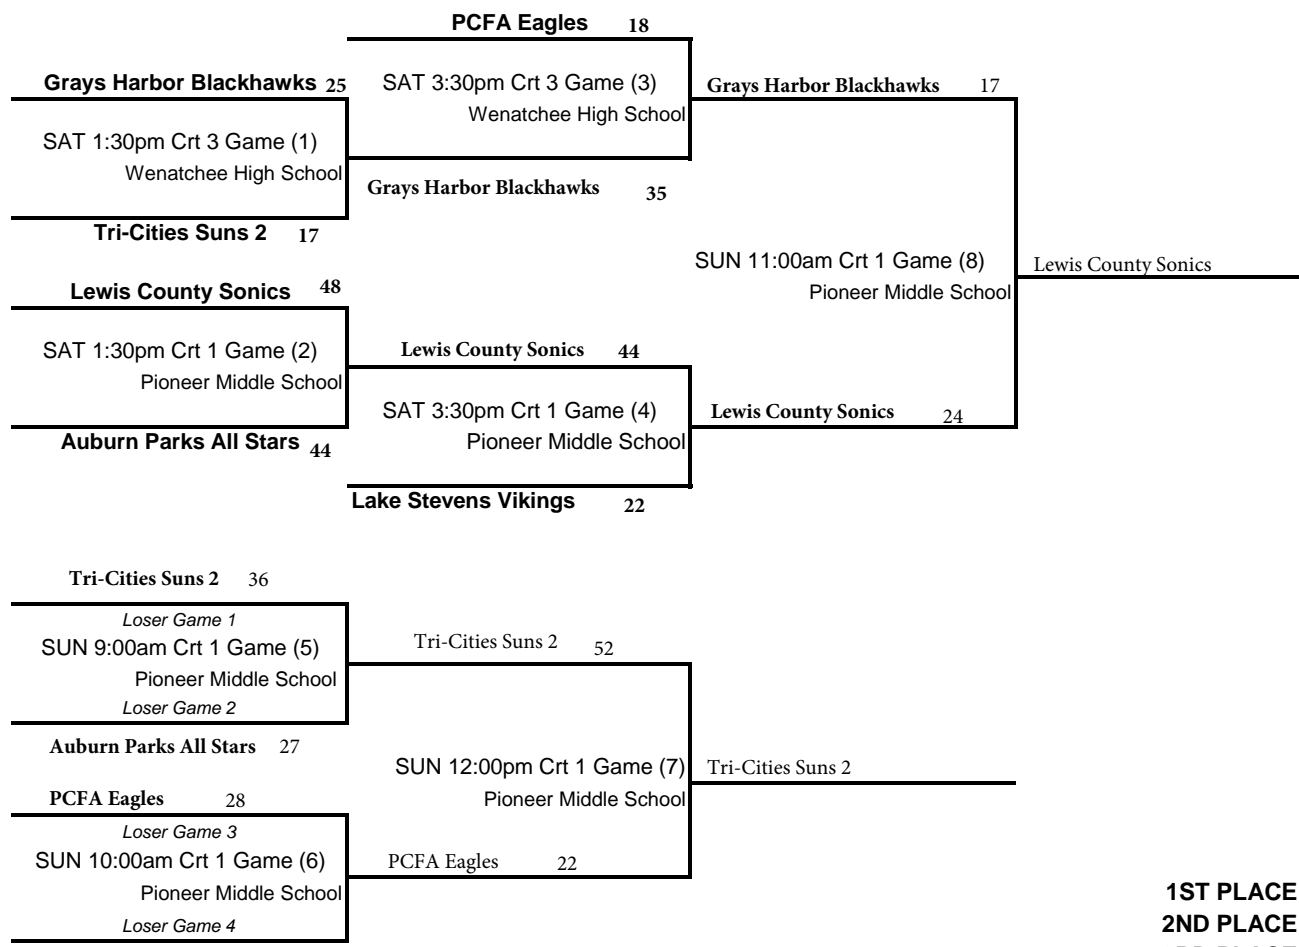 PCFA Eagles 18
Grays Harbor Blackhawks 25
SAT 3:30pm Crt 3 Game (3)
Wenatchee High School
Grays Harbor Blackhawks 17
SAT 1:30pm Crt 3 Game (1)
Wenatchee High School
Grays Harbor Blackhawks 35
Tri-Cities Suns 2 17
SUN 11:00am Crt 1 Game (8)
Pioneer Middle School
Lewis County Sonics
Lewis County Sonics 48
SAT 1:30pm Crt 1 Game (2)
Pioneer Middle School
Lewis County Sonics 44
SAT 3:30pm Crt 1 Game (4)
Pioneer Middle School
Lewis County Sonics 24
Auburn Parks All Stars 44
Lake Stevens Vikings 22
Tri-Cities Suns 2 36
Loser Game 1
SUN 9:00am Crt 1 Game (5)
Pioneer Middle School
Loser Game 2
Tri-Cities Suns 2 52
Auburn Parks All Stars 27
SUN 12:00pm Crt 1 Game (7)
Pioneer Middle School
Tri-Cities Suns 2
PCFA Eagles 28
Loser Game 3
SUN 10:00am Crt 1 Game (6)
Pioneer Middle School
Loser Game 4
PCFA Eagles 22
1ST PLACE
2ND PLACE